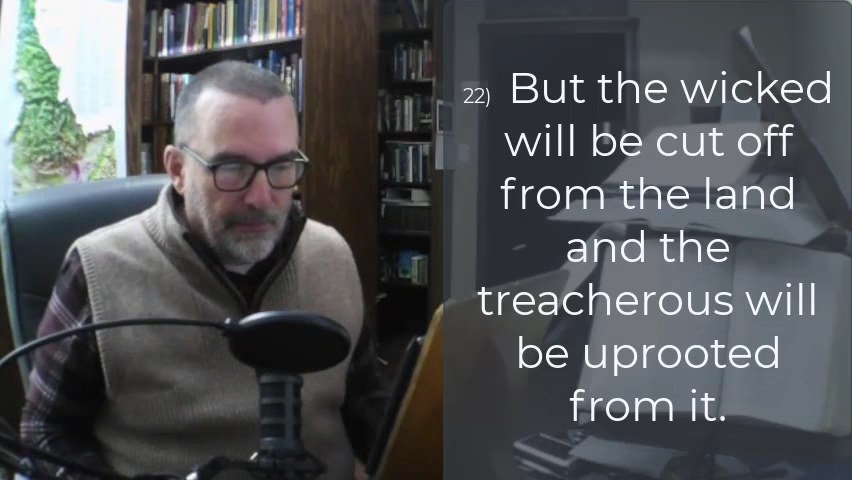 22) But the wicked
will be cut off
from the land
and the
treacherous will
be uprooted
from it.